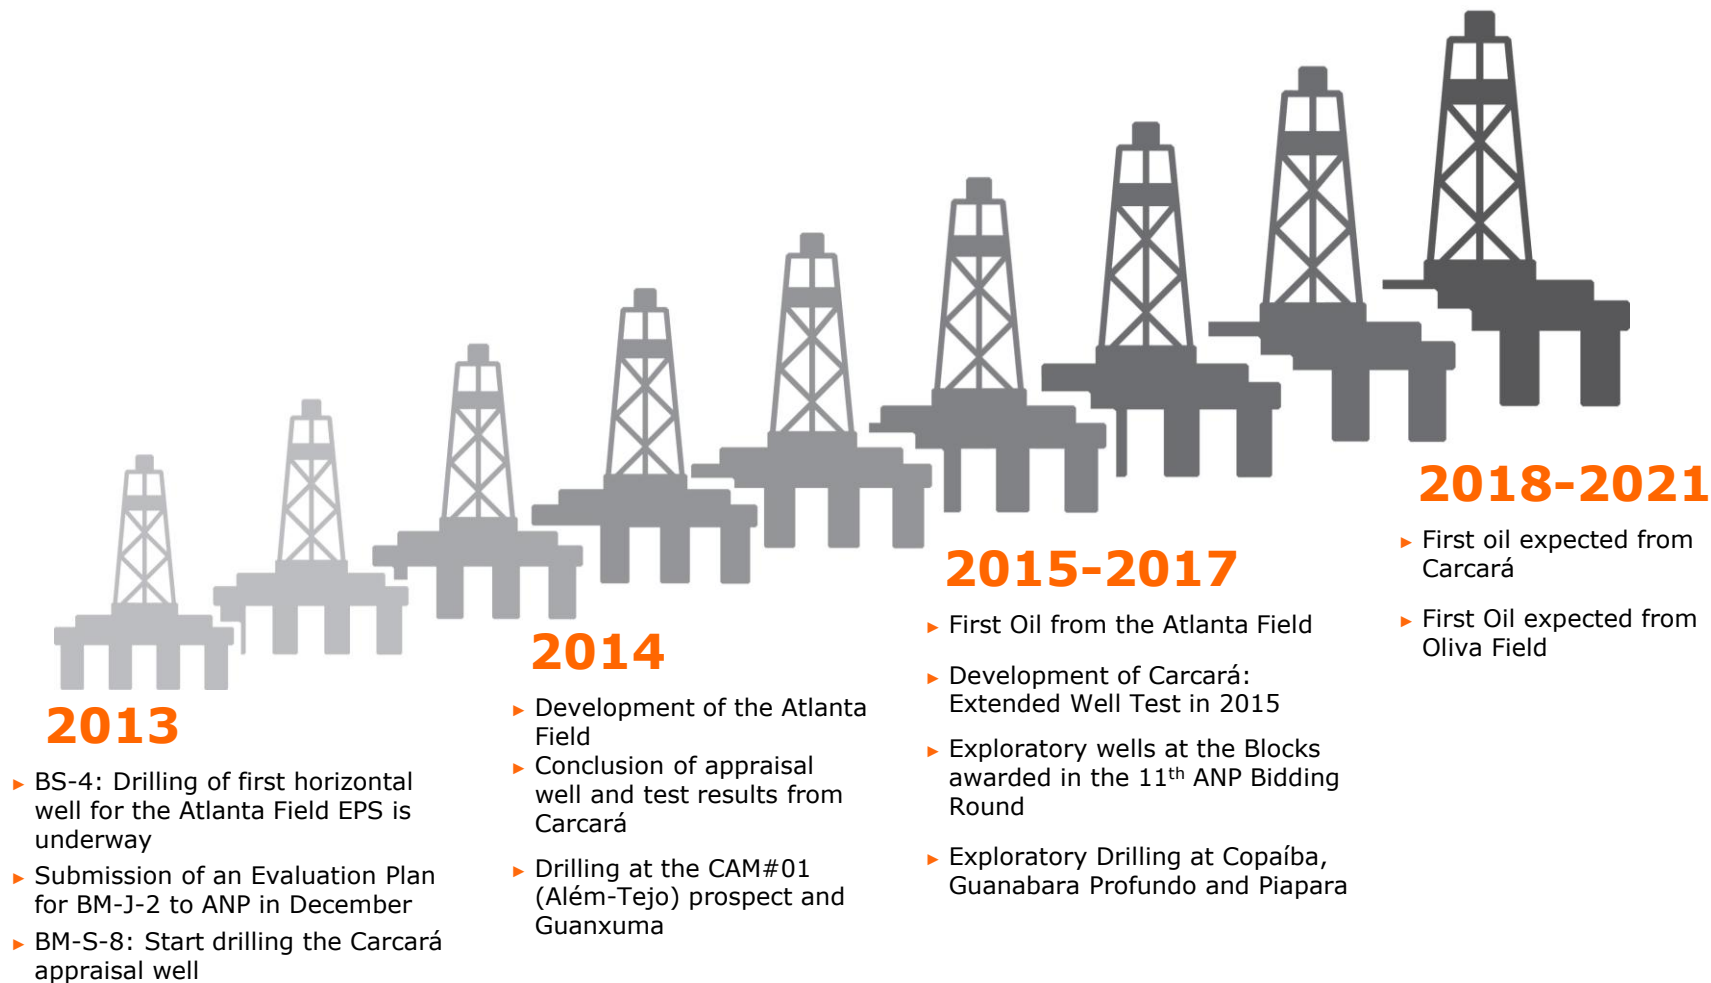 2013
► BS-4: Drilling of first horizontal
well for the Atlanta Field EPS is
underway
► Submission of an Evaluation Plan
for BM-J-2 to ANP in December
► BM-S-8: Start drilling the Carcará
appraisal well
2014
► Development of the Atlanta
Field
► Conclusion of appraisal
well and test results from
Carcará
► Drilling at the CAM#01
(Além-Tejo) prospect and
Guanxuma
2015-2017
► First Oil from the Atlanta Field
► Development of Carcará:
Extended Well Test in 2015
► Exploratory wells at the Blocks
awarded in the 11th ANP Bidding
Round
► Exploratory Drilling at Copaíba,
Guanabara Profundo and Piapara
2018-2021
► First oil expected from
Carcará
► First Oil expected from
Oliva Field